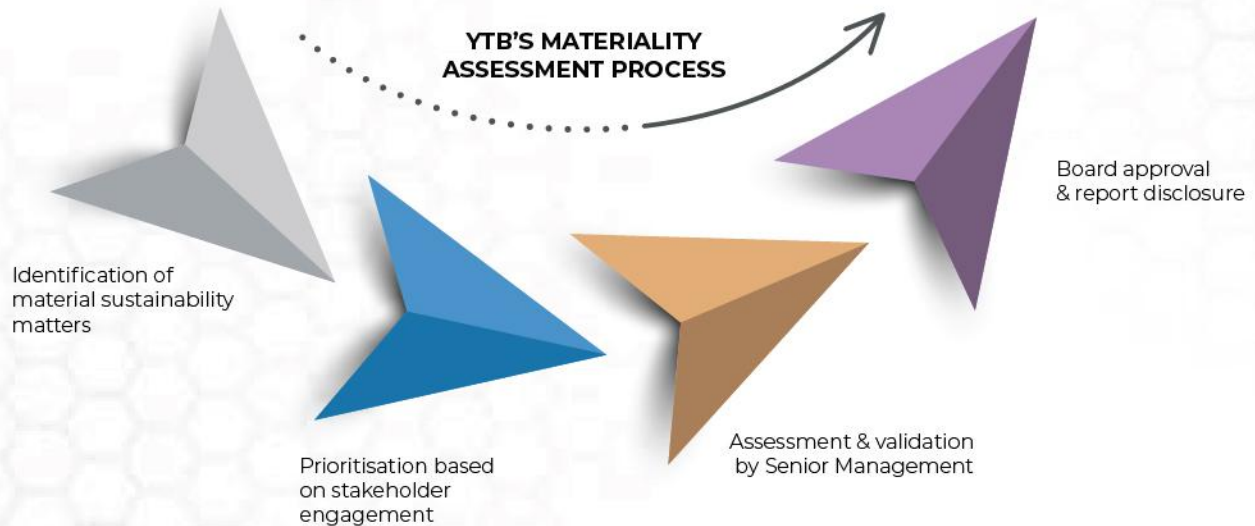 YTB'S MATERIALITY
ASSESSMENT PROCESS
Identification of
material sustainability
matters
Prioritisation based
on stakeholder
engagement
Assessment & validation
by Senior Management
Board approval
& report disclosure